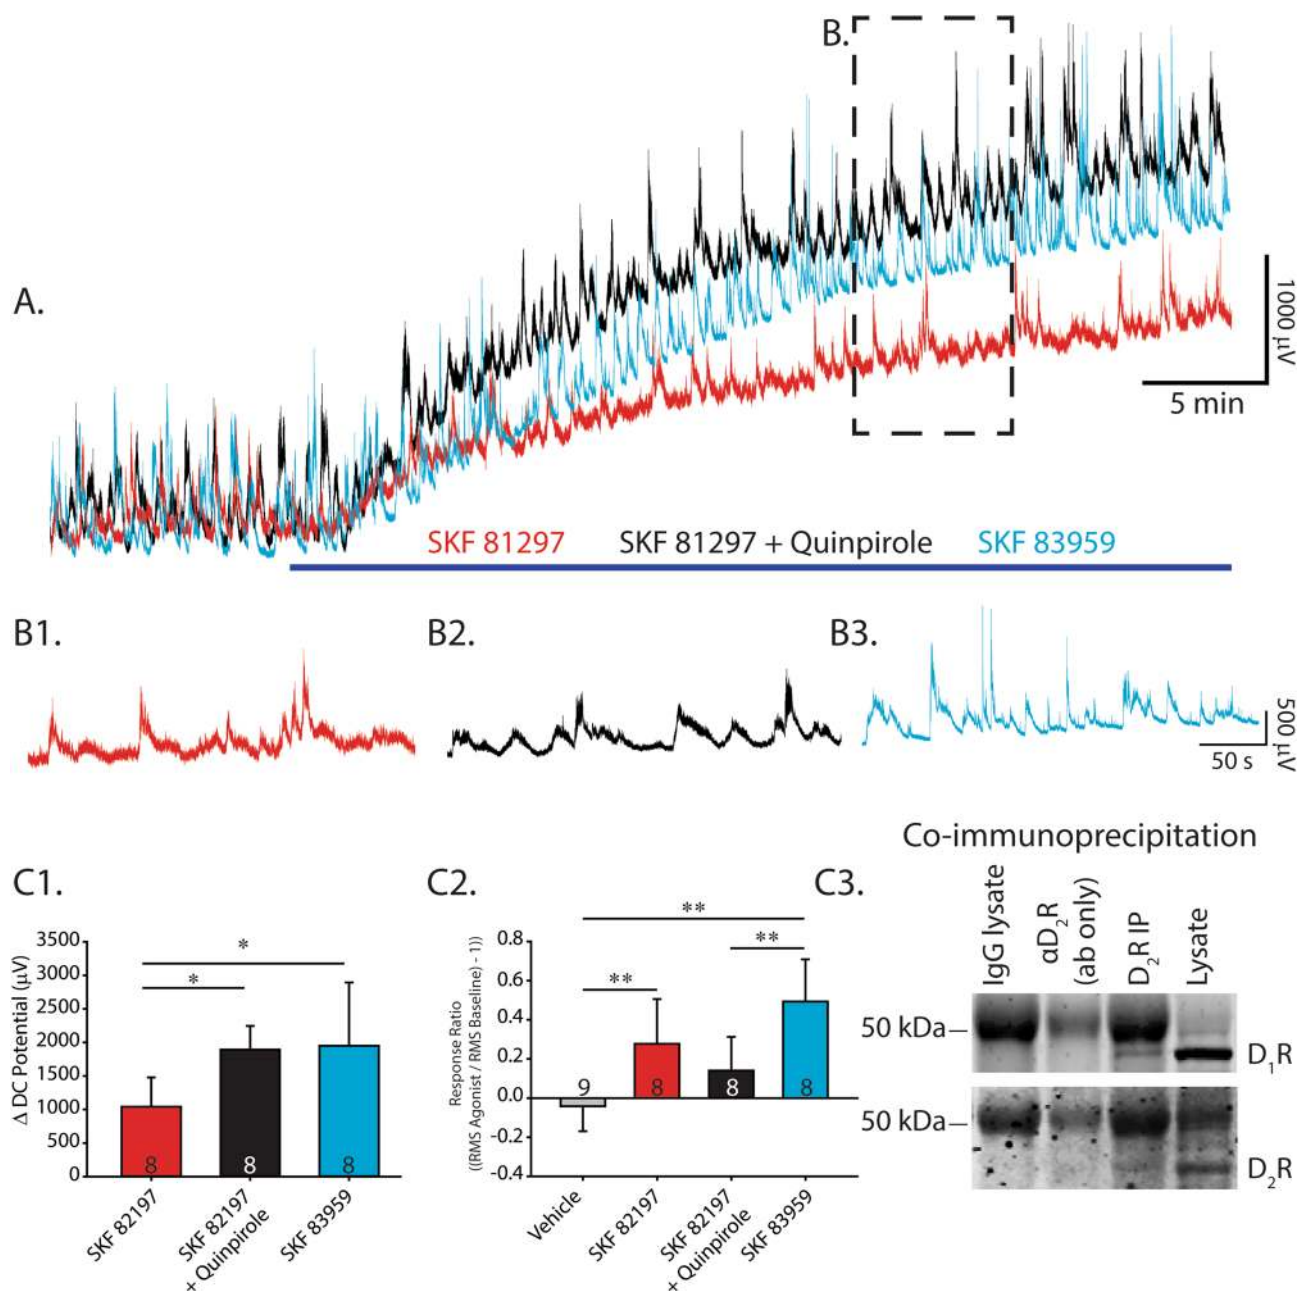 B.
A.
1000 µV
5 min
SKF 81297 SKF 81297 + Quinpirole SKF 83959
B1. B2. B3.
500 µV
50 s
Co-immunoprecipitation
C1. C2. C3.
Δ DC Potential (µV)
3500
3000
2500
2000
1500
1000
500
0
* *
8 8 8
SKF 82197
SKF 82197
+ Quinpirole
SKF 83959
Response Ratio
((RMS Agonist / RMS Baseline) - 1))
0.8
0.6
0.4
0.2
0.0
-0.2
-0.4
** ** **
9 8 8 8
Vehicle
SKF 82197
SKF 82197
+ Quinpirole
SKF 83959
IgG lysate
αD₂R
(ab only)
D₂R IP
Lysate
50 kDa
D₁R
50 kDa
D₂R